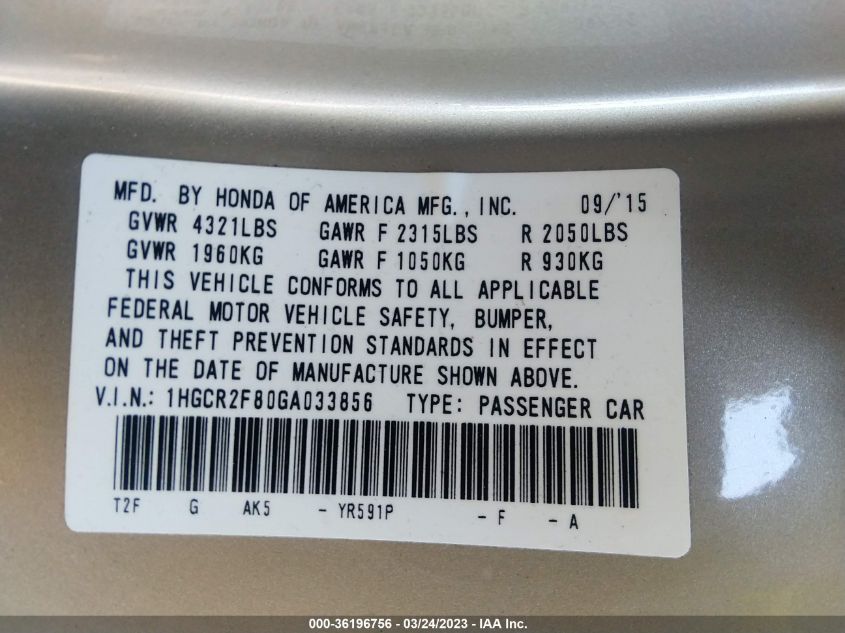 MFD. BY HONDA OF AMERICA MFG., INC. 09/'15
GVWR 4321LBS GAWR F 2315LBS R 2050LBS
GVWR 1960KG GAWR F 1050KG R 930KG
THIS VEHICLE CONFORMS TO ALL APPLICABLE
FEDERAL MOTOR VEHICLE SAFETY, BUMPER,
AND THEFT PREVENTION STANDARDS IN EFFECT
ON THE DATE OF MANUFACTURE SHOWN ABOVE.
V.I.N.: 1HGCR2F80GA033856 TYPE: PASSENGER CAR
T2F G AK5 - YR591P - F - A
000-36196756 - 03/24/2023 - IAA Inc.